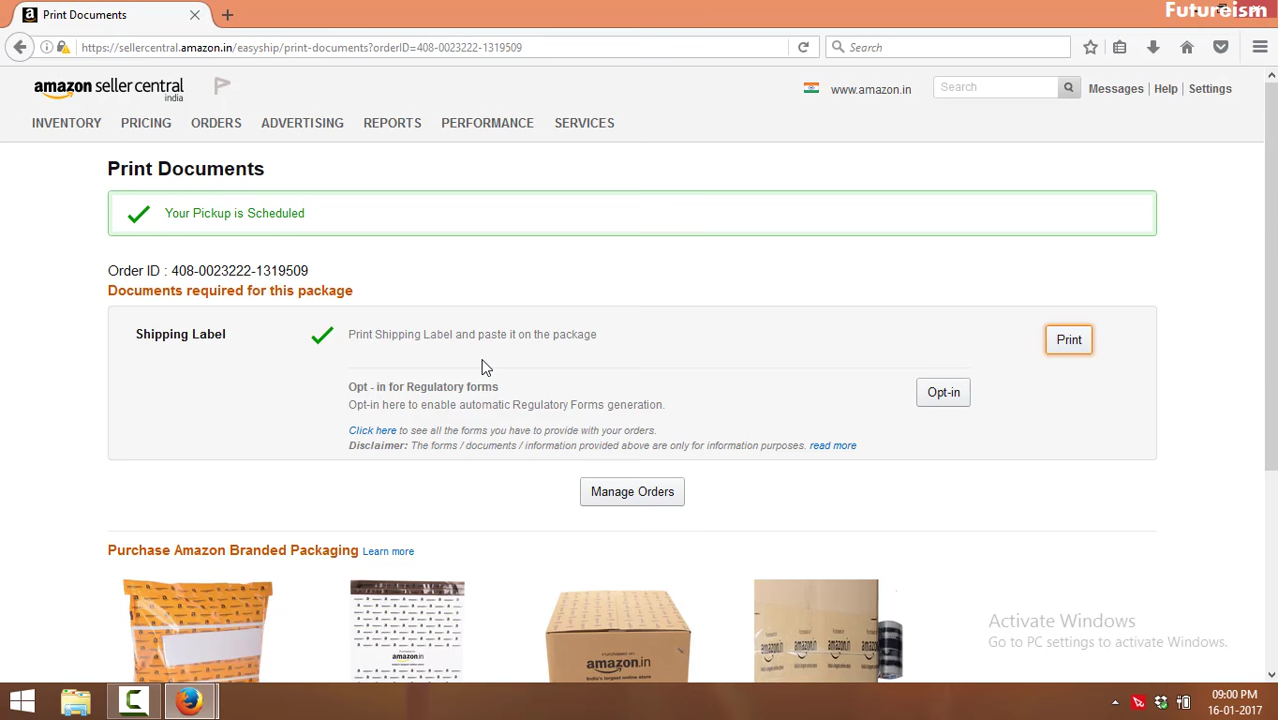 Print Documents
Futureism
https://sellercentral.amazon.in/easyship/print-documents?orderID=408-0023222-1319509
Search
amazon seller central
india
www.amazon.in
Search
Messages | Help | Settings
INVENTORY PRICING ORDERS ADVERTISING REPORTS PERFORMANCE SERVICES
Print Documents
Your Pickup is Scheduled
Order ID : 408-0023222-1319509
Documents required for this package
Shipping Label
Print Shipping Label and paste it on the package
Print
Opt - in for Regulatory forms
Opt-in here to enable automatic Regulatory Forms generation.
Opt-in
Click here to see all the forms you have to provide with your orders.
Disclaimer: The forms / documents / information provided above are only for information purposes. read more
Manage Orders
Purchase Amazon Branded Packaging Learn more
amazon.in
amazon.in
India's largest online store
Activate Windows
Go to PC settings to activate Windows.
09:00 PM
16-01-2017